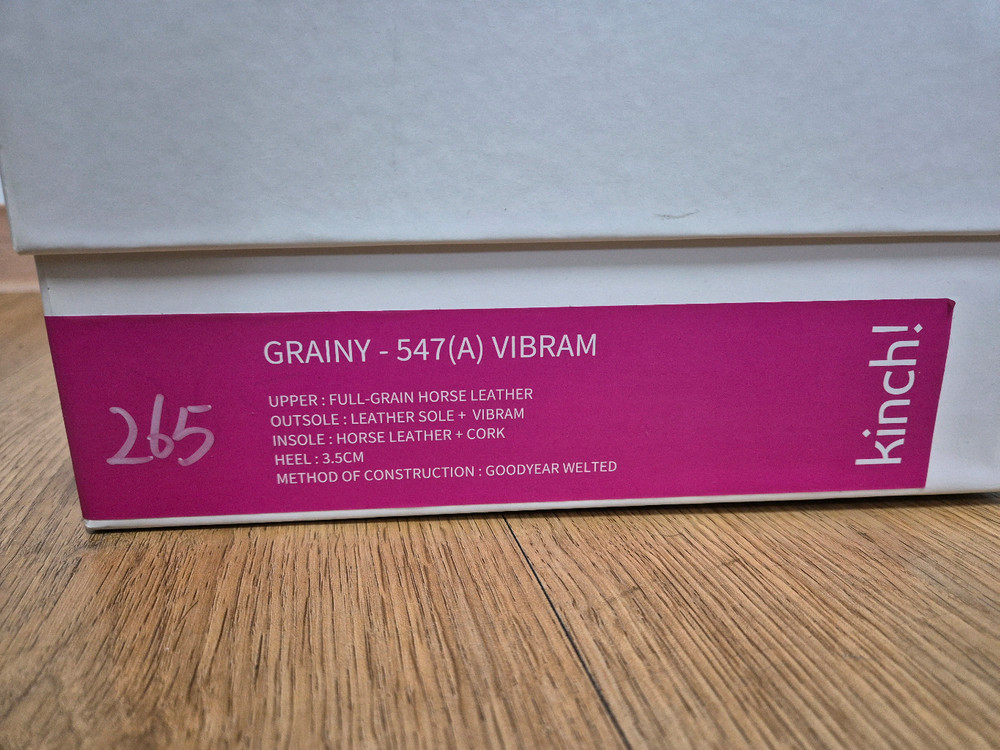 GRAINY - 547(A) VIBRAM
UPPER : FULL-GRAIN HORSE LEATHER
OUTSOLE : LEATHER SOLE + VIBRAM
INSOLE : HORSE LEATHER + CORK
HEEL : 3.5CM
METHOD OF CONSTRUCTION : GOODYEAR WELTED
265
kinch!